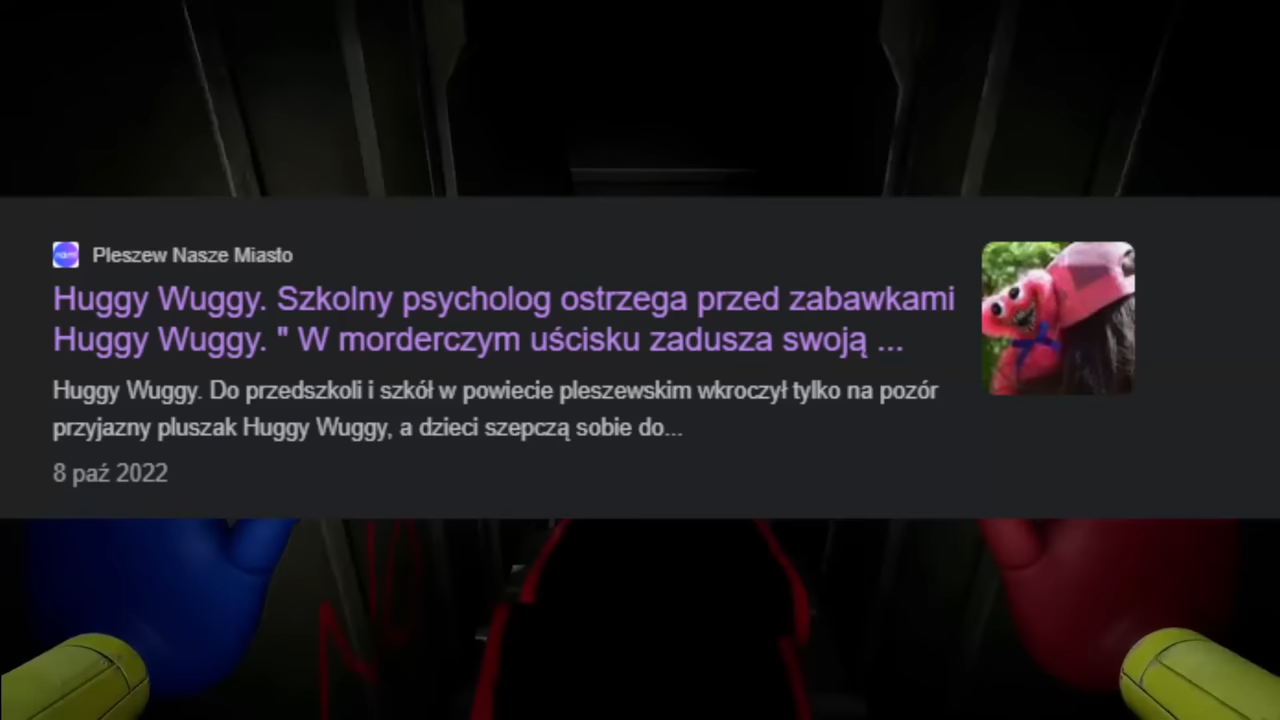 Pleszew Nasze Miasto
Huggy Wuggy. Szkolny psycholog ostrzega przed zabawkami
Huggy Wuggy. " W morderczym uścisku zadusza swoją ...
Huggy Wuggy. Do przedszkoli i szkół w powiecie pleszewskim wkroczył tylko na pozór
przyjazny pluszak Huggy Wuggy, a dzieci szepczą sobie do...
8 paź 2022
NO